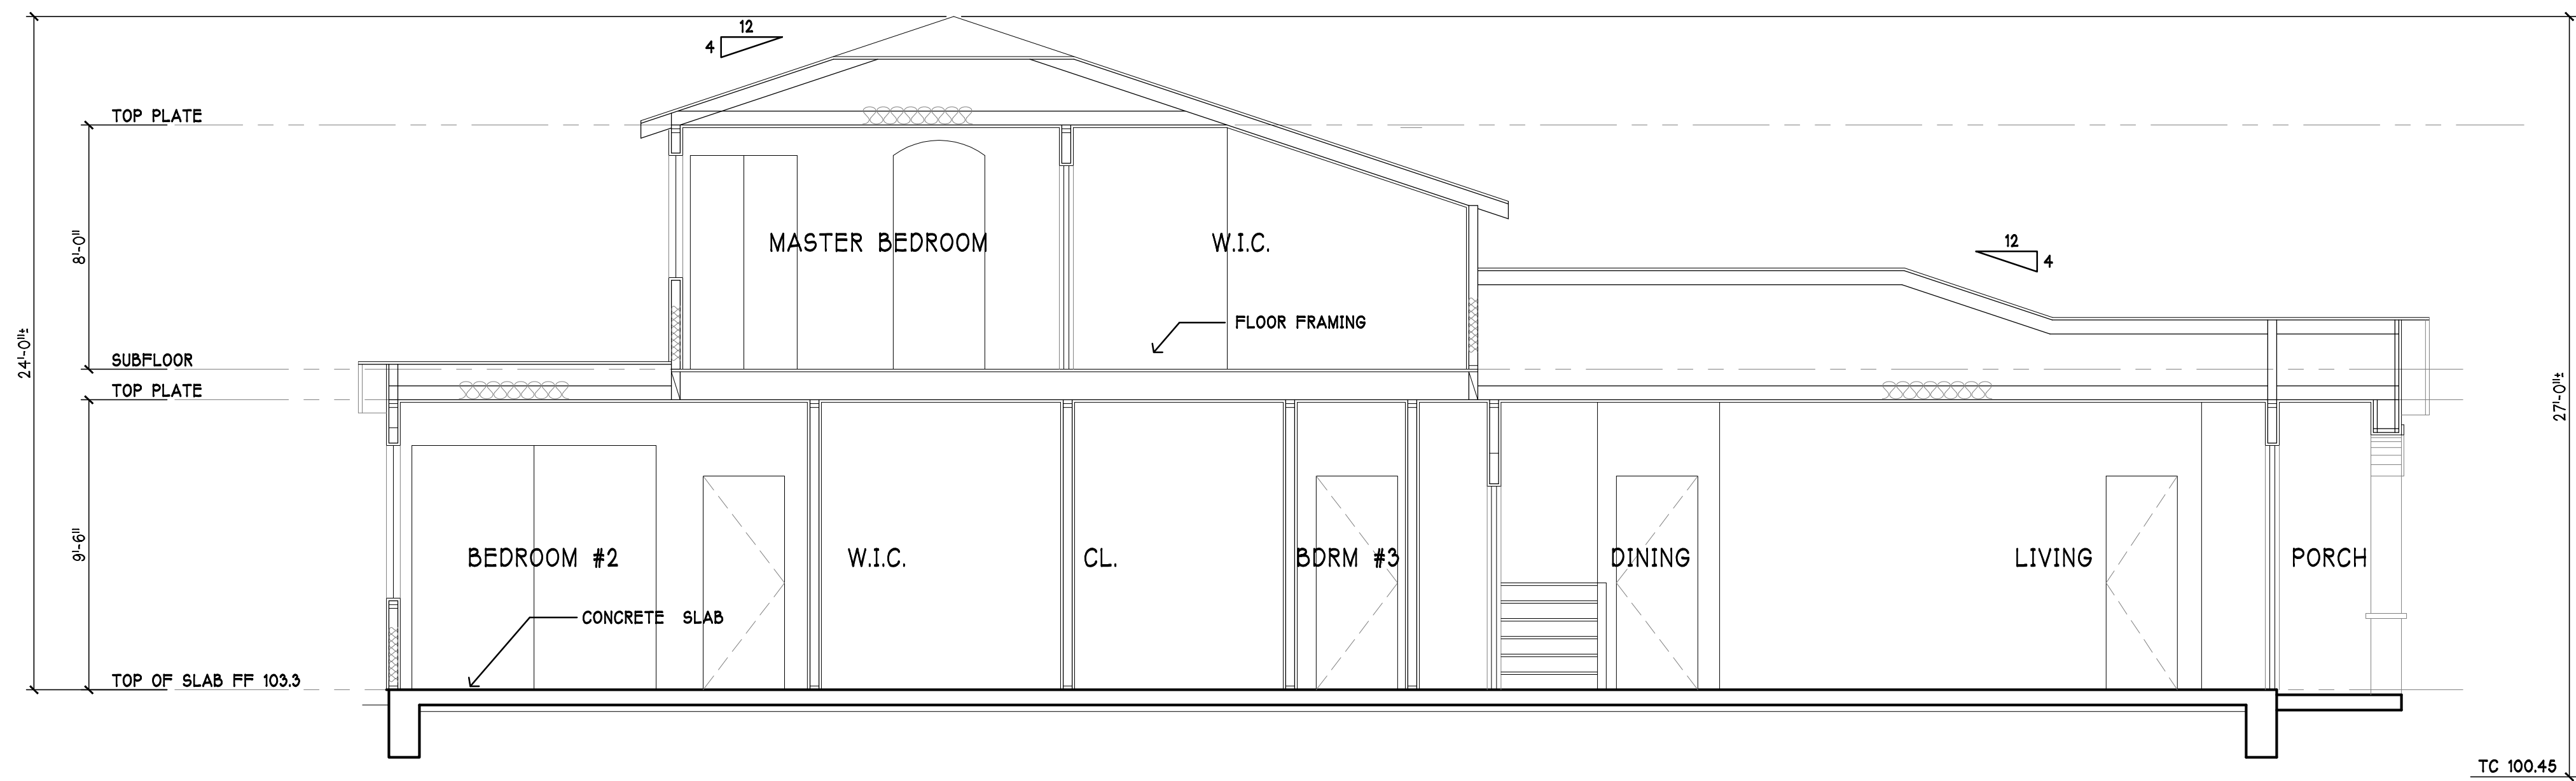 12
4
TOP PLATE
8'-0"
MASTER BEDROOM
W.I.C.
12
4
FLOOR FRAMING
24'-0"±
SUBFLOOR
TOP PLATE
27'-0"±
9'-6"
BEDROOM #2
W.I.C.
CL.
BDRM #3
DINING
LIVING
PORCH
CONCRETE SLAB
TOP OF SLAB FF 103.3
TC 100.45